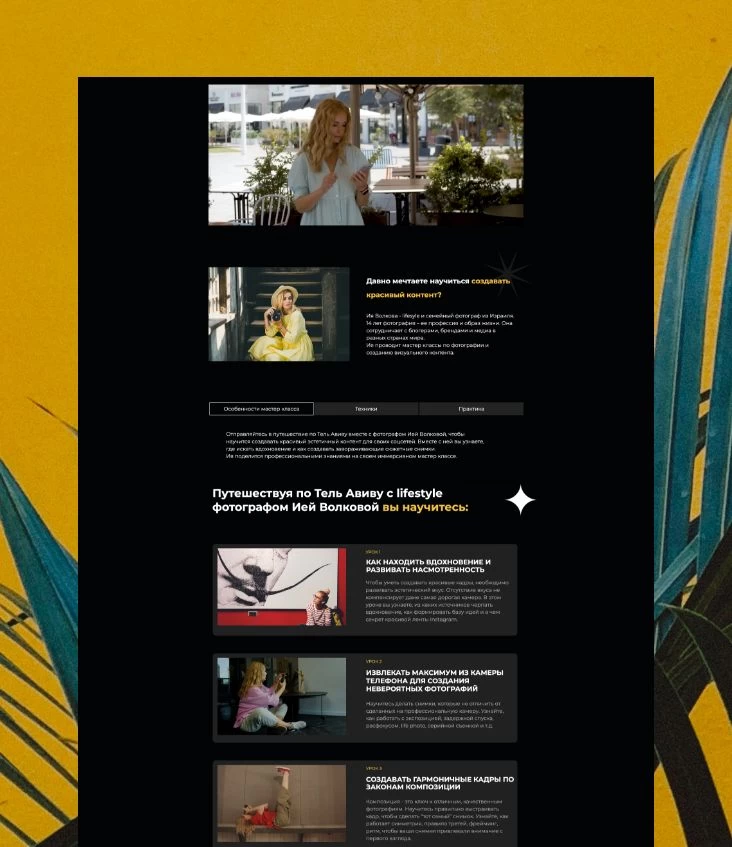 Давно мечтаете научиться создавать
красивый контент?
Ия Волкова - lifesyle и семейный фотограф из Израиля.
14 лет фотография - ее профессия и образ жизни. Она
сотрудничает с блогерами, брендами и медиа в
разных странах мира.
Ия проводит мастер классы по фотографии и
созданию визуального контента.
Особенности мастер класса
Техники
Практика
Отправляйтесь в путешествие по Тель Авиву вместе с фотографом Ией Волковой, чтобы
научится создавать красивый эстетичный контент для своих соцсетей. Вместе с ней вы узнаете,
где искать вдохновение и как создавать завораживающие сюжетные снимки.
Ия поделится профессиональными знаниями на своем иммерсивном мастер классе.
Путешествуя по Тель Авиву с lifestyle
фотографом Ией Волковой вы научитесь:
УРОК 1
КАК НАХОДИТЬ ВДОХНОВЕНИЕ И
РАЗВИВАТЬ НАСМОТРЕННОСТЬ
Чтобы уметь создавать красивые кадры, необходимо
развивать эстетический вкус. Отсутствие вкуса не
компенсирует даже самая дорогая камера. В этом
уроке вы узнаете, из каких источников черпать
вдохновение, как формировать базу идей и в чем
секрет красивой ленты Instagram.
УРОК 2
ИЗВЛЕКАТЬ МАКСИМУМ ИЗ КАМЕРЫ
ТЕЛЕФОНА ДЛЯ СОЗДАНИЯ
НЕВЕРОЯТНЫХ ФОТОГРАФИЙ
Научитесь делать снимки, которые не отличить от
сделанных на профессиональную камеру. Узнайте,
как работать с экспозицией, задержкой спуска,
расфокусом, life photo, серийной съемкой и т.д.
УРОК 3
СОЗДАВАТЬ ГАРМОНИЧНЫЕ КАДРЫ ПО
ЗАКОНАМ КОМПОЗИЦИИ
Композиция - это ключ к отличным, качественным
фотографиям. Научитесь правильно выстраивать
кадр, чтобы сделать "тот самый" снимок. Узнайте, как
работает симметрия, правило третей, фрейминг,
ритм, чтобы ваши снимки привлекали внимание с
первого взгляда.